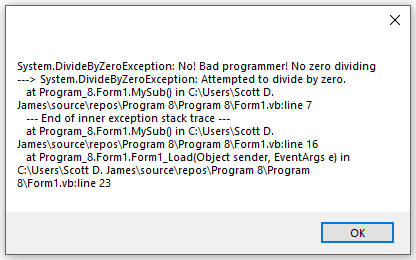 System.DivideByZeroException: No! Bad programmer! No zero dividing
---> System.DivideByZeroException: Attempted to divide by zero.
at Program_8.Form1.MySub() in C:\Users\Scott D.
James\source\repos\Program 8\Program 8\Form1.vb:line 7
--- End of inner exception stack trace ---
at Program_8.Form1.MySub() in C:\Users\Scott D.
James\source\repos\Program 8\Program 8\Form1.vb:line 16
at Program_8.Form1.Form1_Load(Object sender, EventArgs e) in
C:\Users\Scott D. James\source\repos\Program 8\Program
8\Form1.vb:line 23
OK